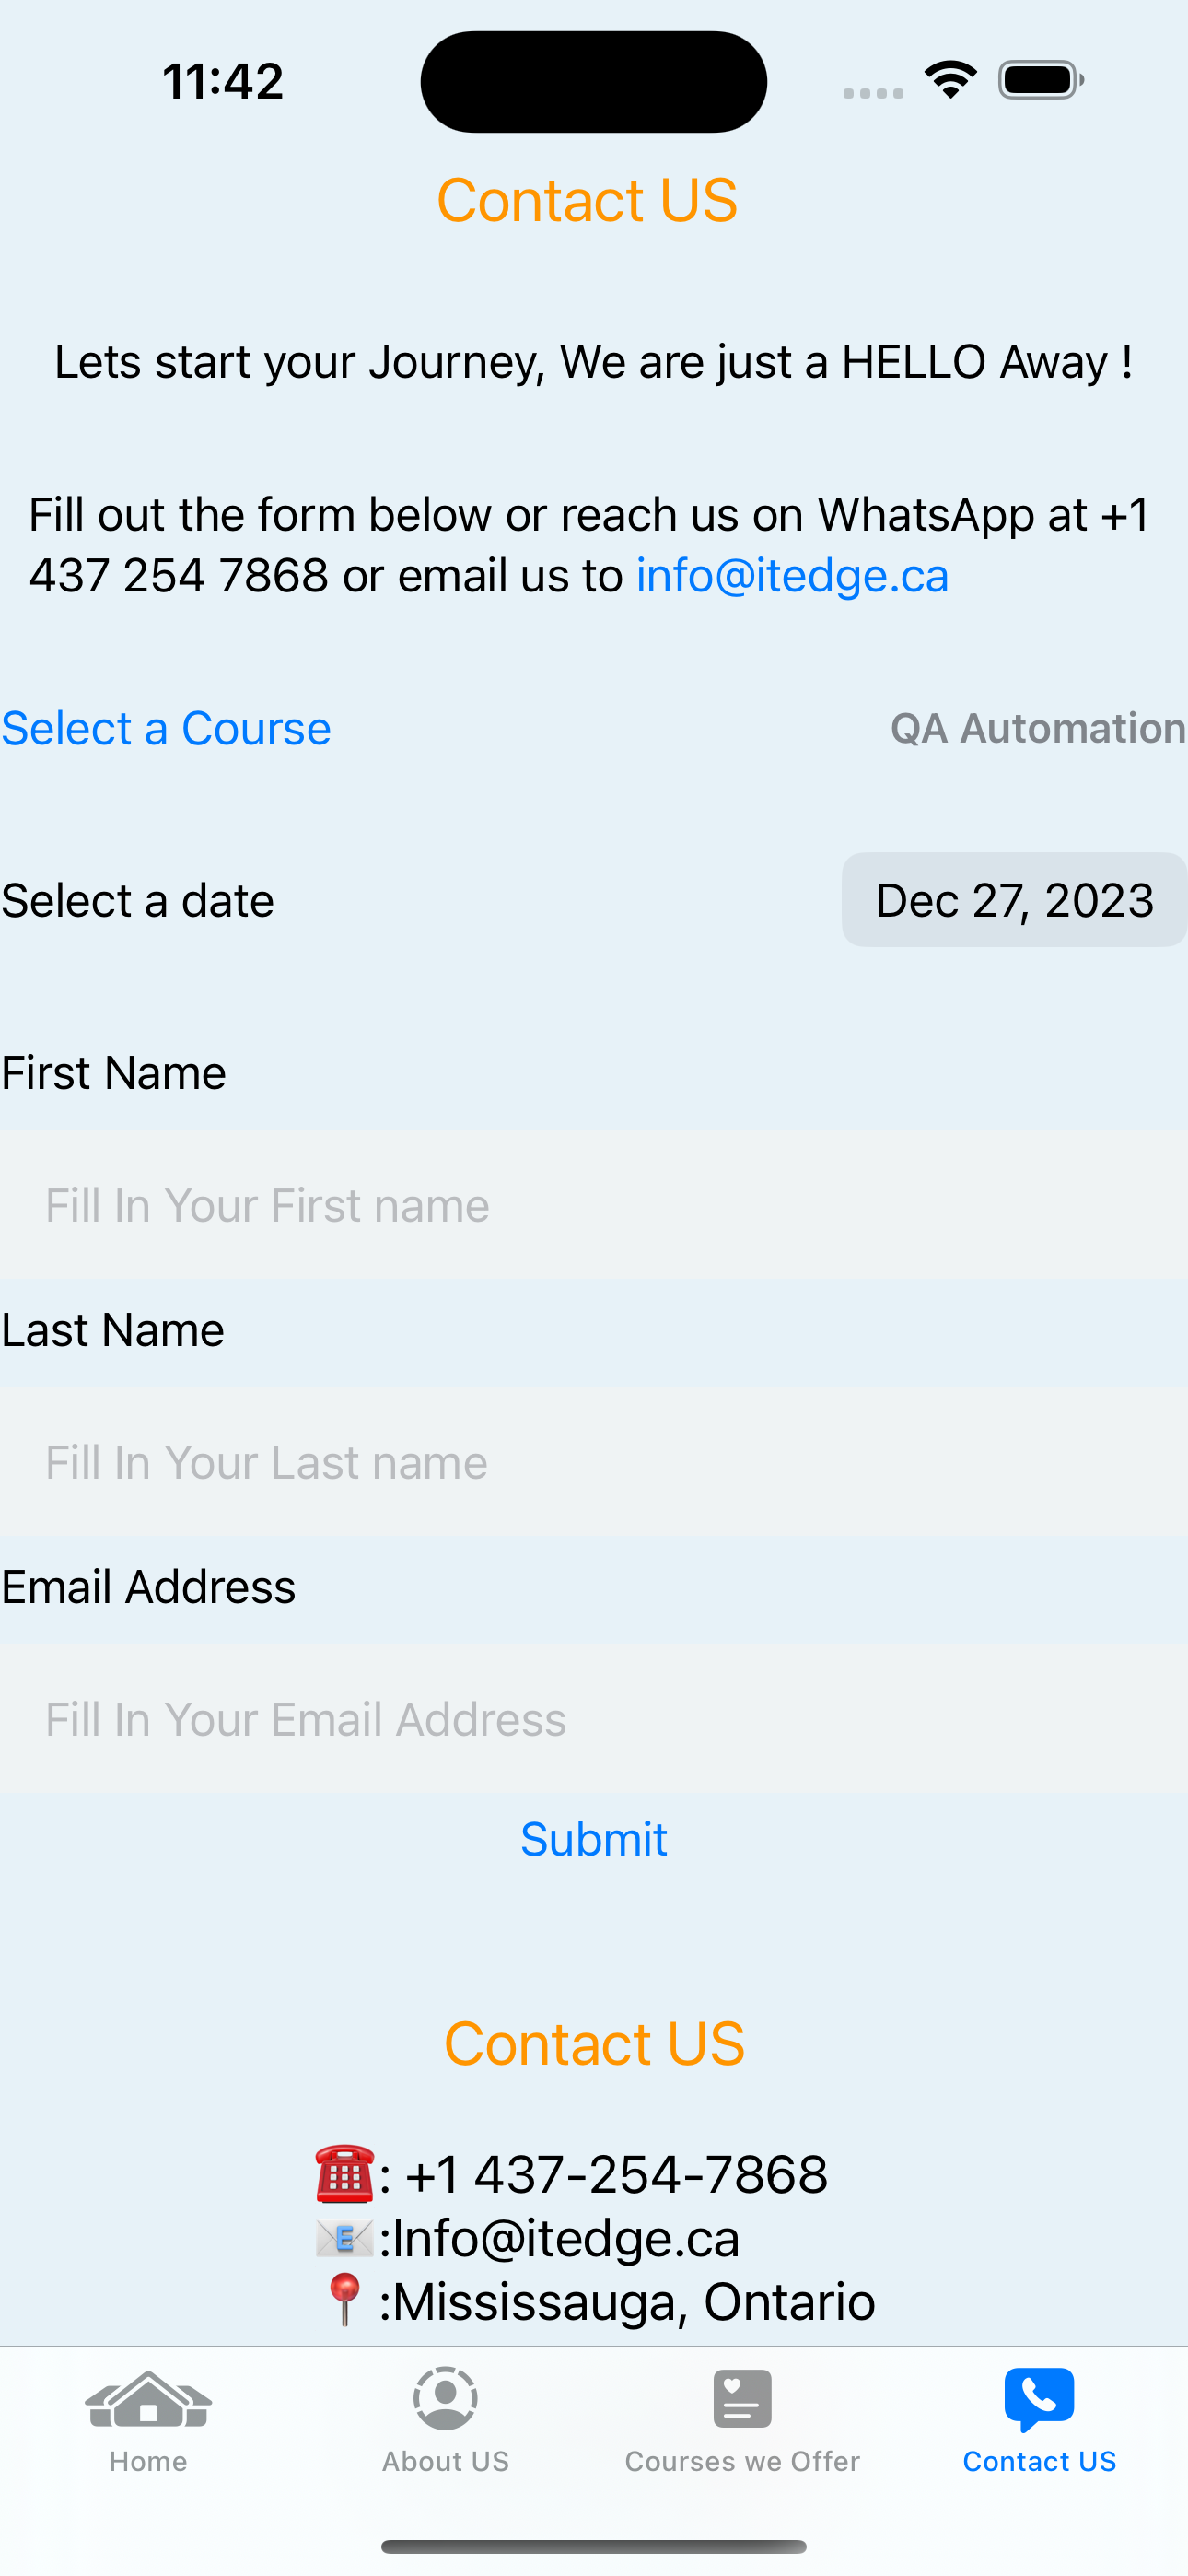 11:42
Contact US
Lets start your Journey, We are just a HELLO Away !
Fill out the form below or reach us on WhatsApp at +1
437 254 7868 or email us to info@itedge.ca
Select a Course QA Automation
Select a date Dec 27, 2023
First Name
Fill In Your First name
Last Name
Fill In Your Last name
Email Address
Fill In Your Email Address
Submit
Contact US
☎️: +1 437-254-7868
📧:Info@itedge.ca
📍:Mississauga, Ontario
Home About US Courses we Offer Contact US